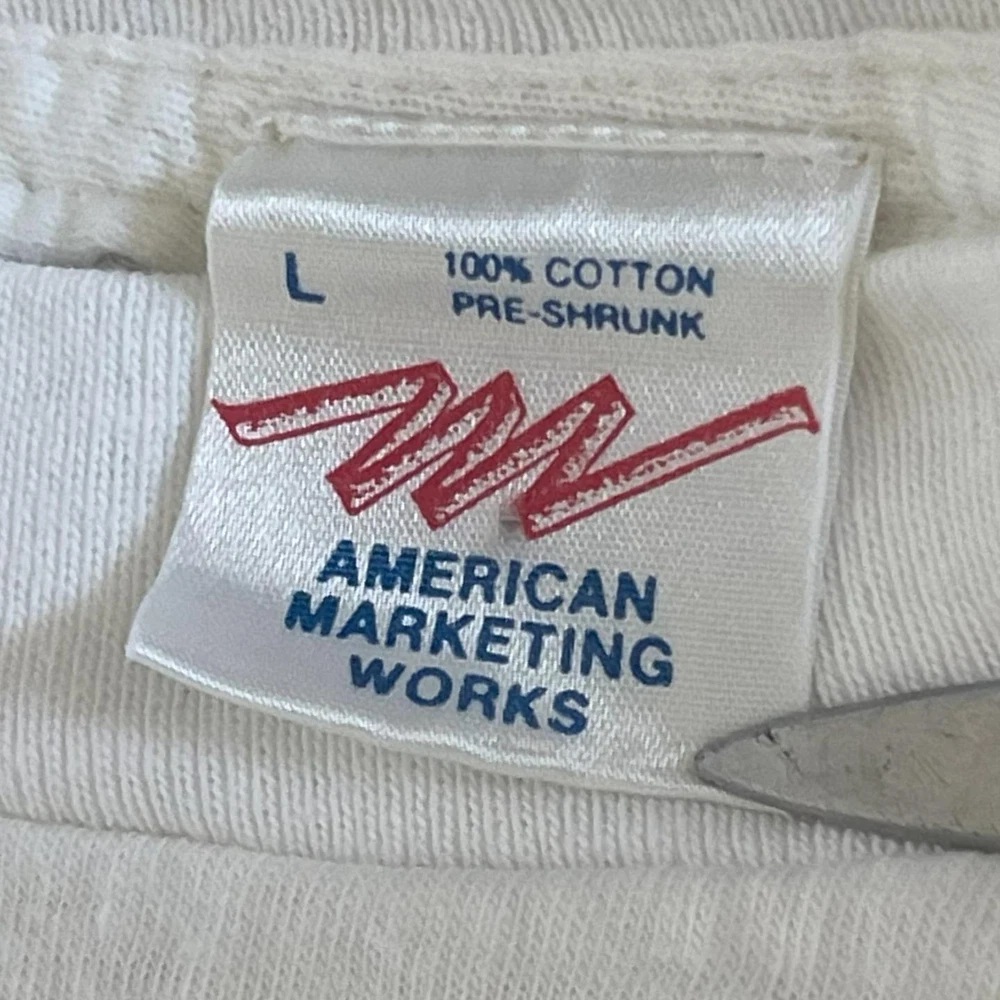 L
100% COTTON
PRE-SHRUNK
AMERICAN
MARKETING
WORKS